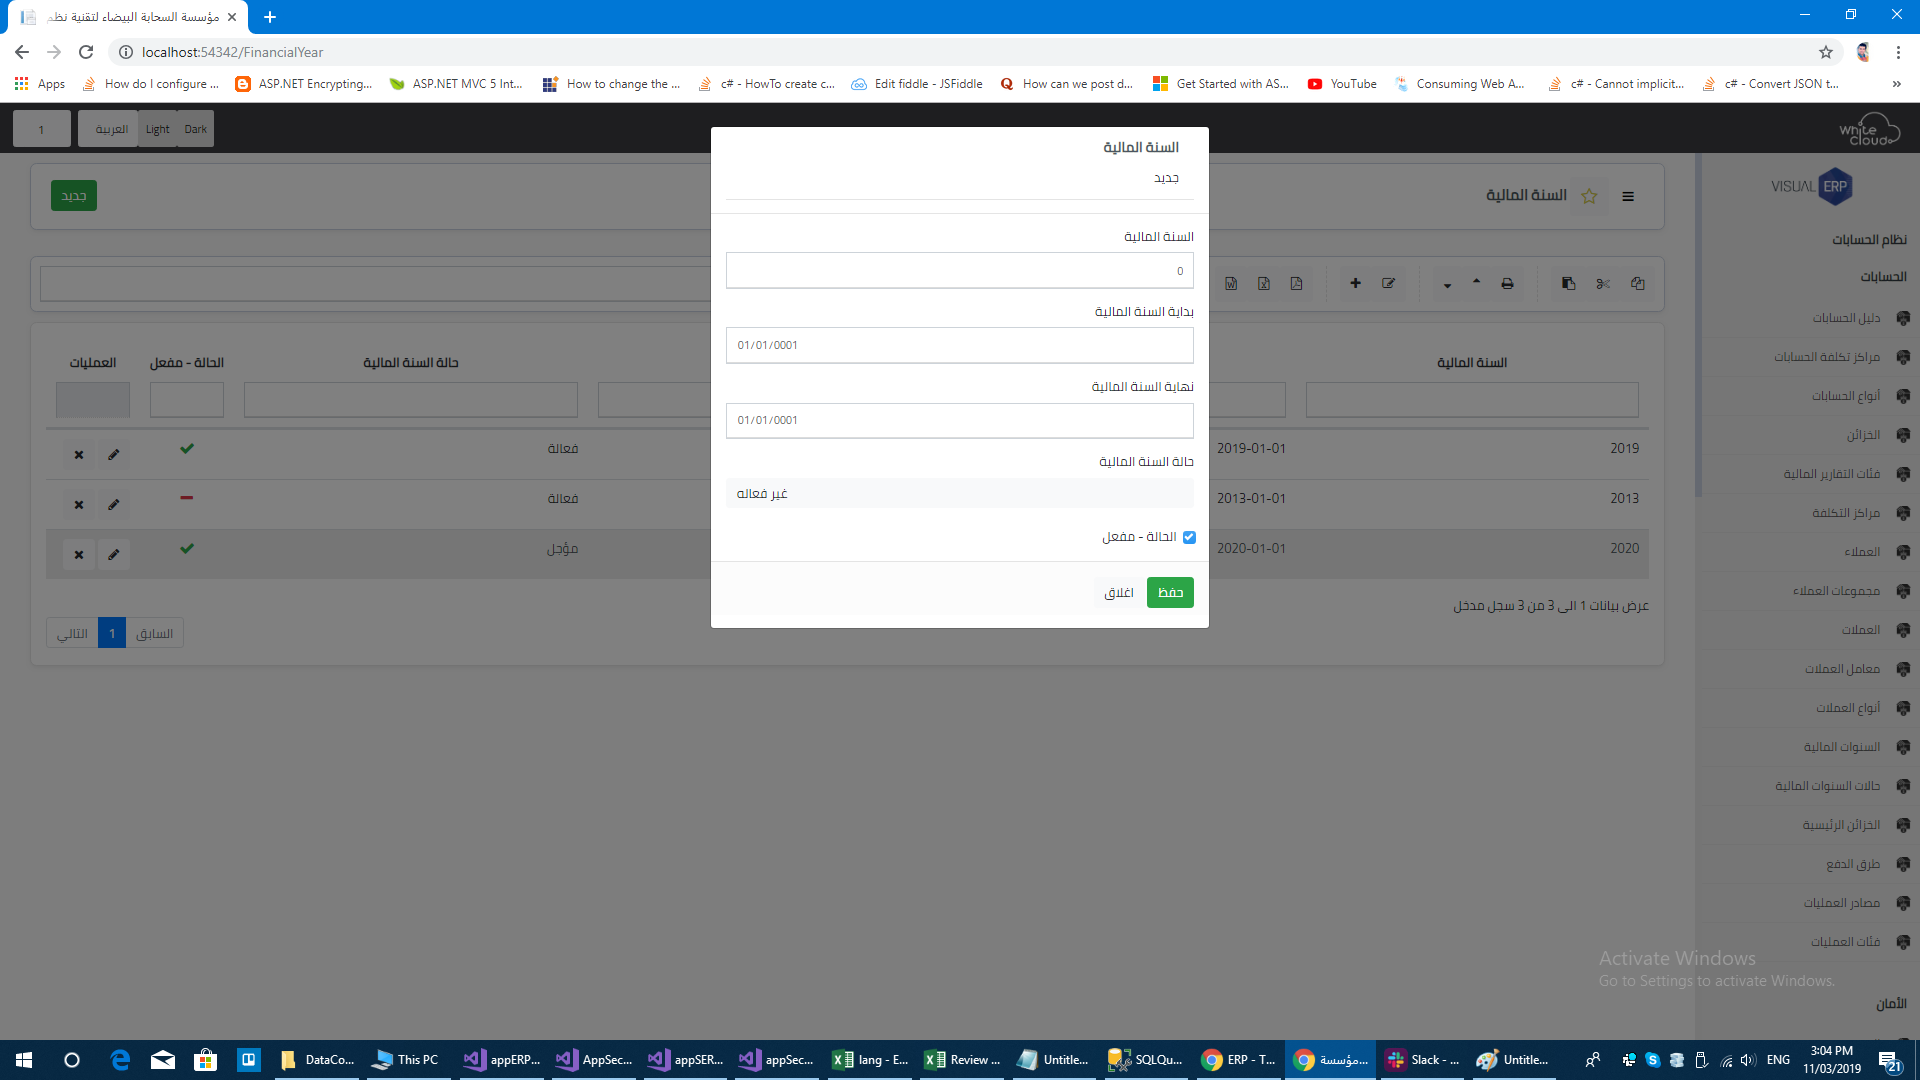 مؤسسة السحابة البيضاء لتقنية نظم
localhost:54342/FinancialYear
Apps
How do I configure ...
ASP.NET Encrypting...
ASP.NET MVC 5 Int...
How to change the ...
c# - HowTo create c...
Edit fiddle - JSFiddle
How can we post d...
Get Started with AS...
YouTube
Consuming Web A...
c# - Cannot implicit...
c# - Convert JSON t...
»
1
العربية
Light
Dark
white cloud
VISUAL ERP
نظام الحسابات
الحسابات
دليل الحسابات
مراكز تكلفة الحسابات
أنواع الحسابات
الخزائن
فئات التقارير المالية
مراكز التكلفة
العملاء
مجموعات العملاء
العملات
معامل العملات
أنواع العملات
السنوات المالية
حالات السنوات المالية
الخزائن الرئيسية
طرق الدفع
مصادر العمليات
فئات العمليات
الأمان
السنة المالية
جديد
السنة المالية
حالة السنة المالية
الحالة - مفعل
العمليات
2019
2019-01-01
فعالة
2013
2013-01-01
فعالة
2020
2020-01-01
مؤجل
عرض بيانات 1 الى 3 من 3 سجل مدخل
السابق
1
التالي
السنة المالية
جديد
السنة المالية
0
بداية السنة المالية
01/01/0001
نهاية السنة المالية
01/01/0001
حالة السنة المالية
غير فعاله
الحالة - مفعل
حفظ
اغلاق
Activate Windows
Go to Settings to activate Windows.
DataCo...
This PC
appERP...
AppSec...
appSER...
appSec...
lang - E...
Review ...
Untitle...
SQLQu...
ERP - T...
مؤسسة...
Slack - ...
Untitle...
ENG
3:04 PM
11/03/2019
21